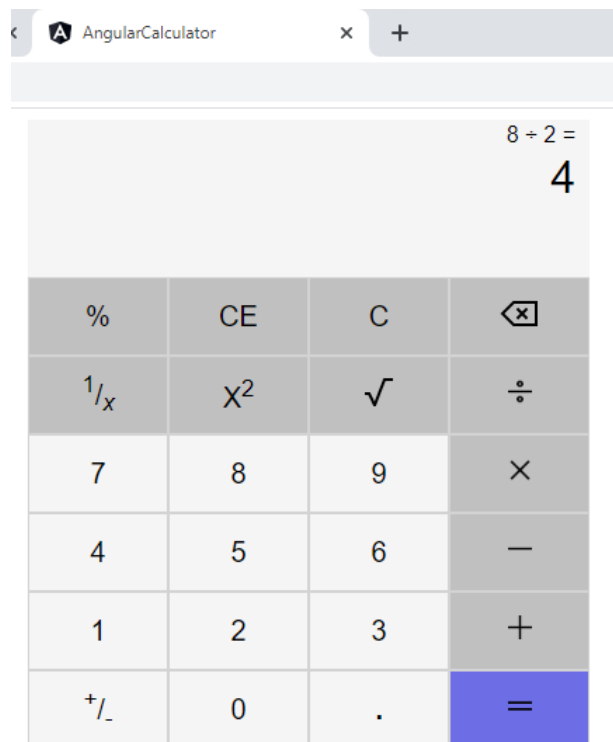 AngularCalculator
8 ÷ 2 =
4
% CE C
1/x X² √ ÷
7 8 9 ×
4 5 6 −
1 2 3 +
+/- 0 . =